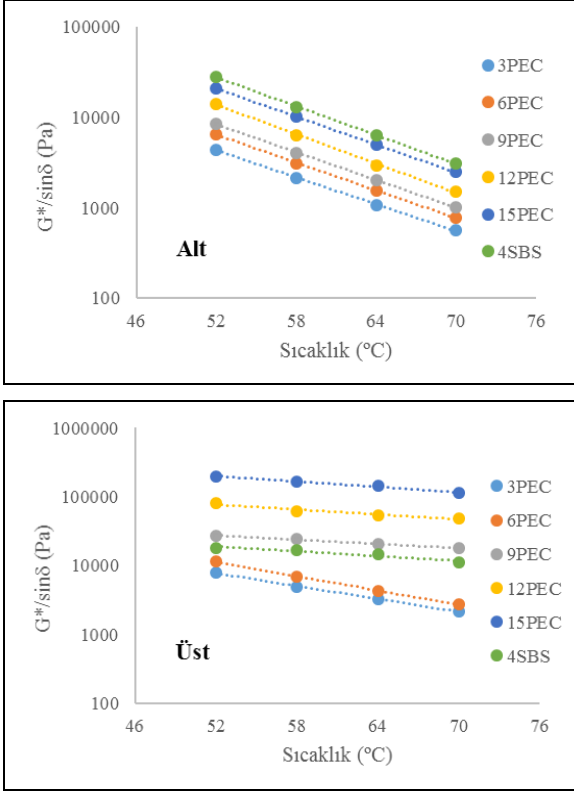 100000
10000
1000
100
G*/sinδ (Pa)
46 52 58 64 70 76
Sıcaklık (ºC)
Alt
3PEC
6PEC
9PEC
12PEC
15PEC
4SBS
1000000
100000
10000
1000
100
G*/sinδ (Pa)
46 52 58 64 70 76
Sıcaklık (ºC)
Üst
3PEC
6PEC
9PEC
12PEC
15PEC
4SBS